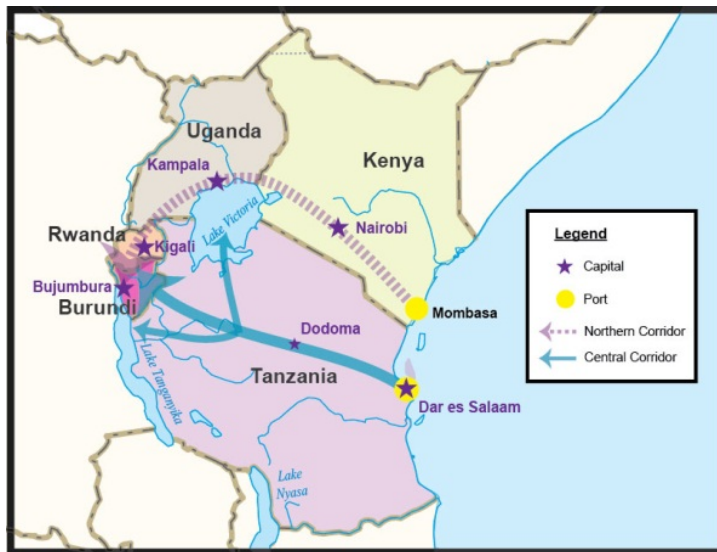 Uganda
Kampala
Kenya
Lake Victoria
Nairobi
Rwanda
Kigali
Bujumbura
Burundi
Mombasa
Dodoma
Lake Tanganyika
Tanzania
Dar es Salaam
Lake
Nyasa
Legend
Capital
Port
Northern Corridor
Central Corridor